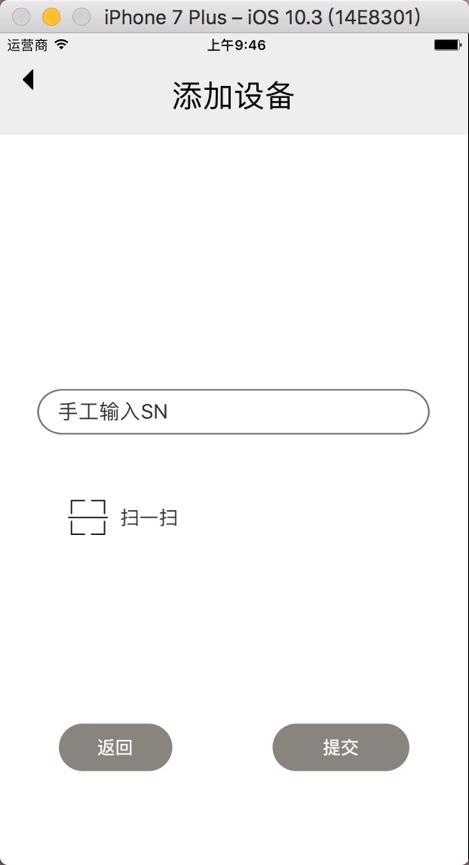 iPhone 7 Plus – iOS 10.3 (14E8301)
运营商 上午9:46
添加设备
手工输入SN
扫一扫
返回 提交